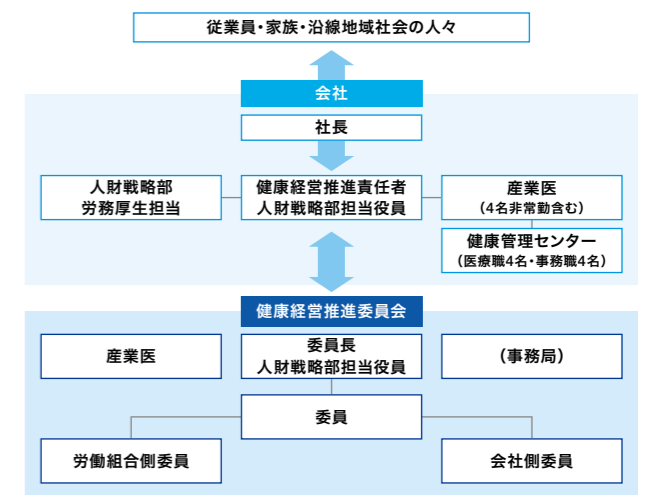 従業員・家族・沿線地域社会の人々
会社
社長
人財戦略部
労務厚生担当
健康経営推進責任者
人財戦略部担当役員
産業医
（4名非常勤含む）
健康管理センター
（医療職4名・事務職4名）
健康経営推進委員会
産業医
委員長
人財戦略部担当役員
（事務局）
委員
労働組合側委員
会社側委員